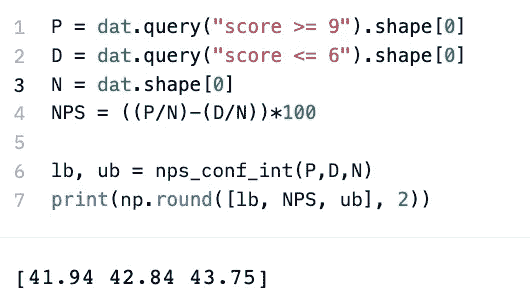 1 P = dat.query("score >= 9").shape[0]
2 D = dat.query("score <= 6").shape[0]
3 N = dat.shape[0]
4 NPS = ((P/N)-(D/N))*100
5
6 lb, ub = nps_conf_int(P,D,N)
7 print(np.round([lb, NPS, ub], 2))
[41.94 42.84 43.75]